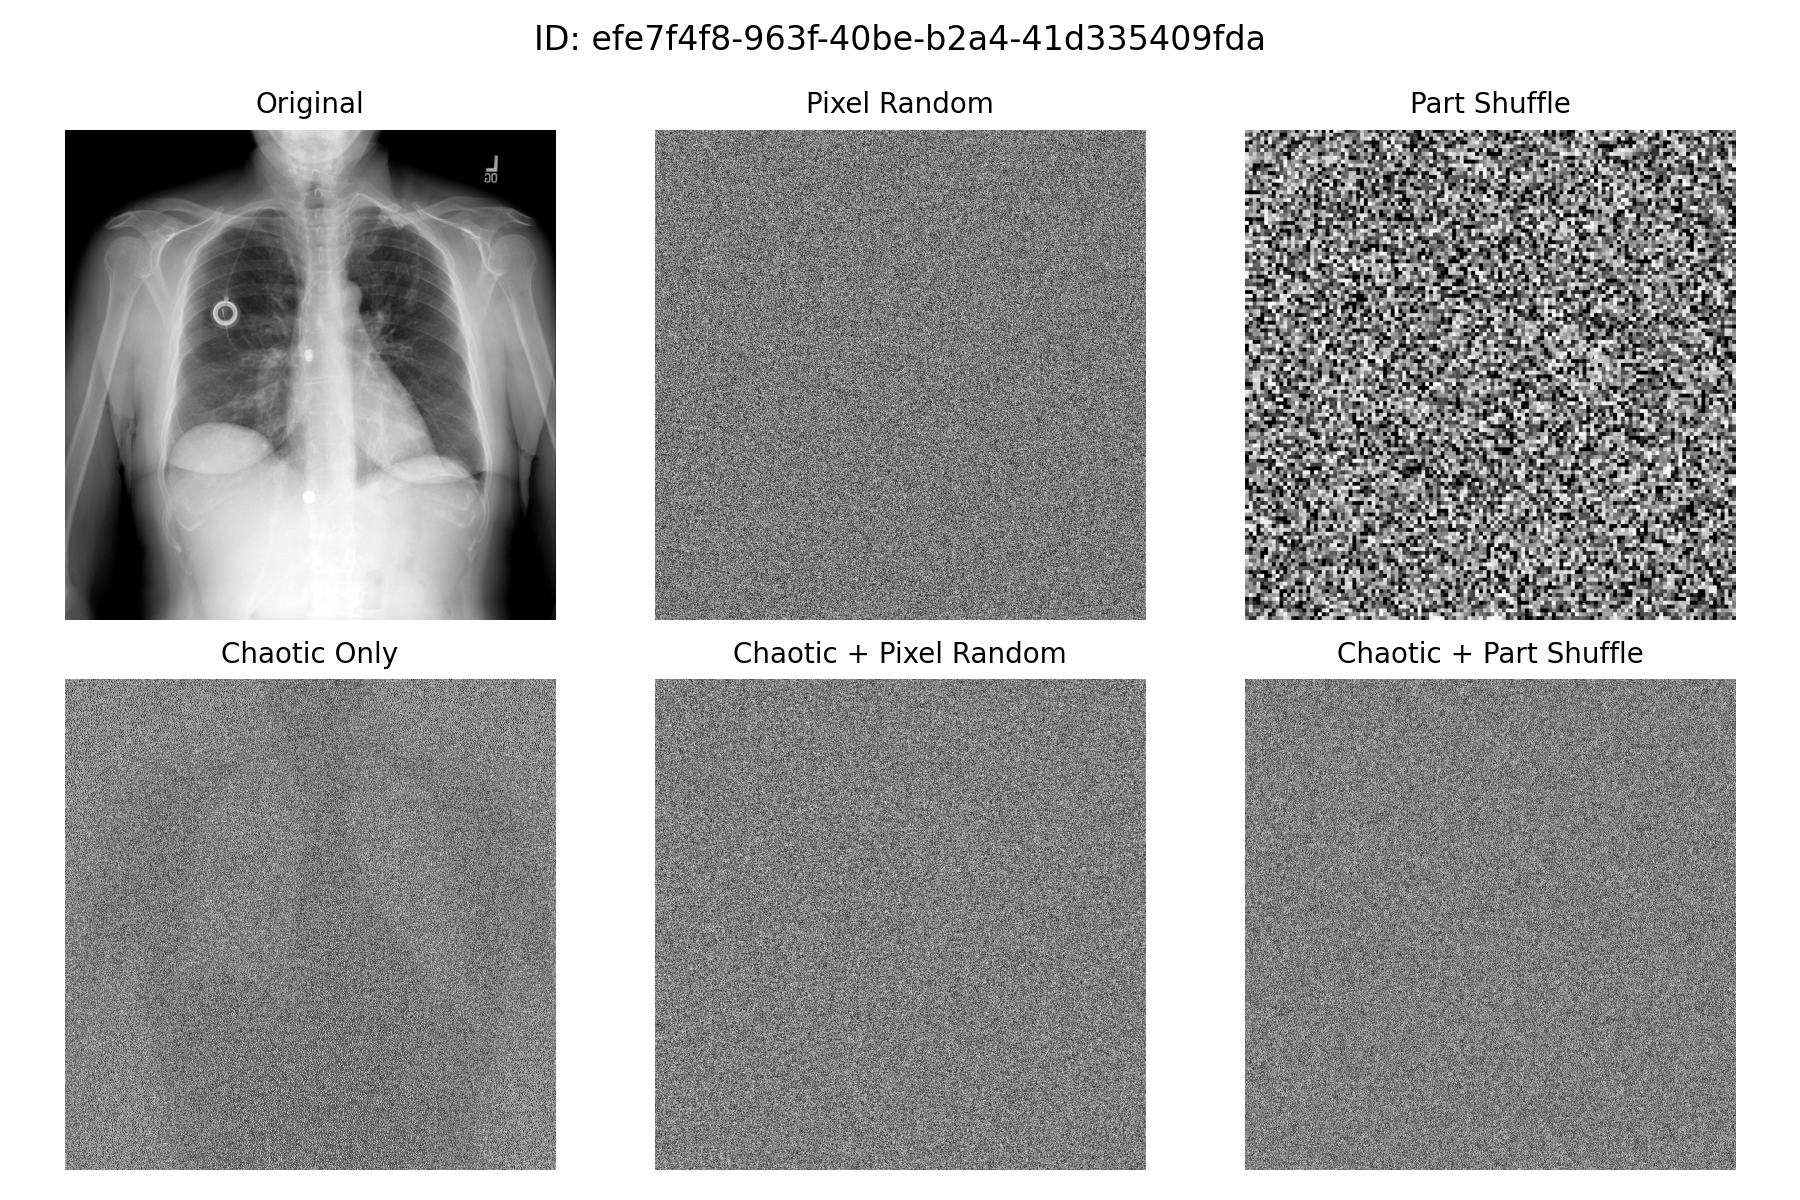 ID: efe7f4f8-963f-40be-b2a4-41d335409fda
Original
Pixel Random
Part Shuffle
L
Chaotic Only
Chaotic + Pixel Random
Chaotic + Part Shuffle